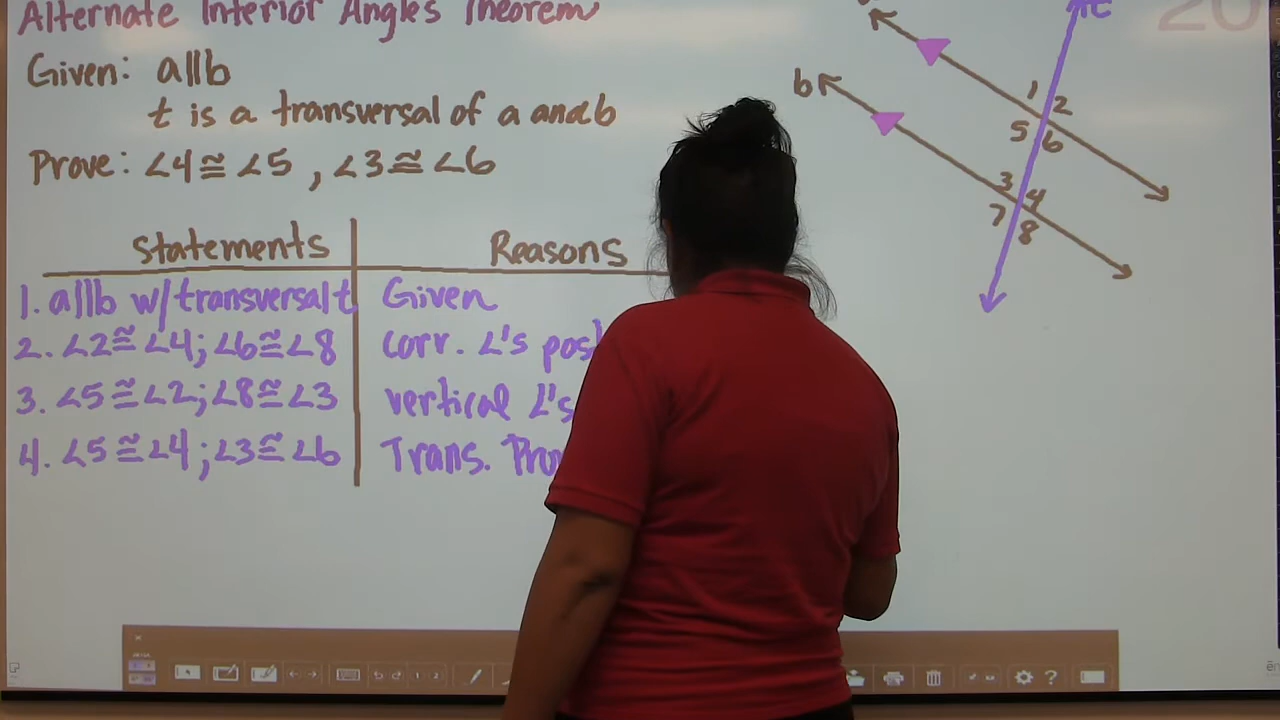 Alternate Interior Angles Theorem
Given: a||b
t is a transversal of a and b
Prove: ∠4≅∠5, ∠3≅∠6
Statements Reasons
1. a||b w/transversal t Given
2. ∠2≅∠4; ∠6≅∠8 corr. ∠'s post
3. ∠5≅∠2; ∠8≅∠3 vertical ∠'s
4. ∠5≅∠4; ∠3≅∠6 Trans.
t
20
b
1 2
5 6
3 4
7 8